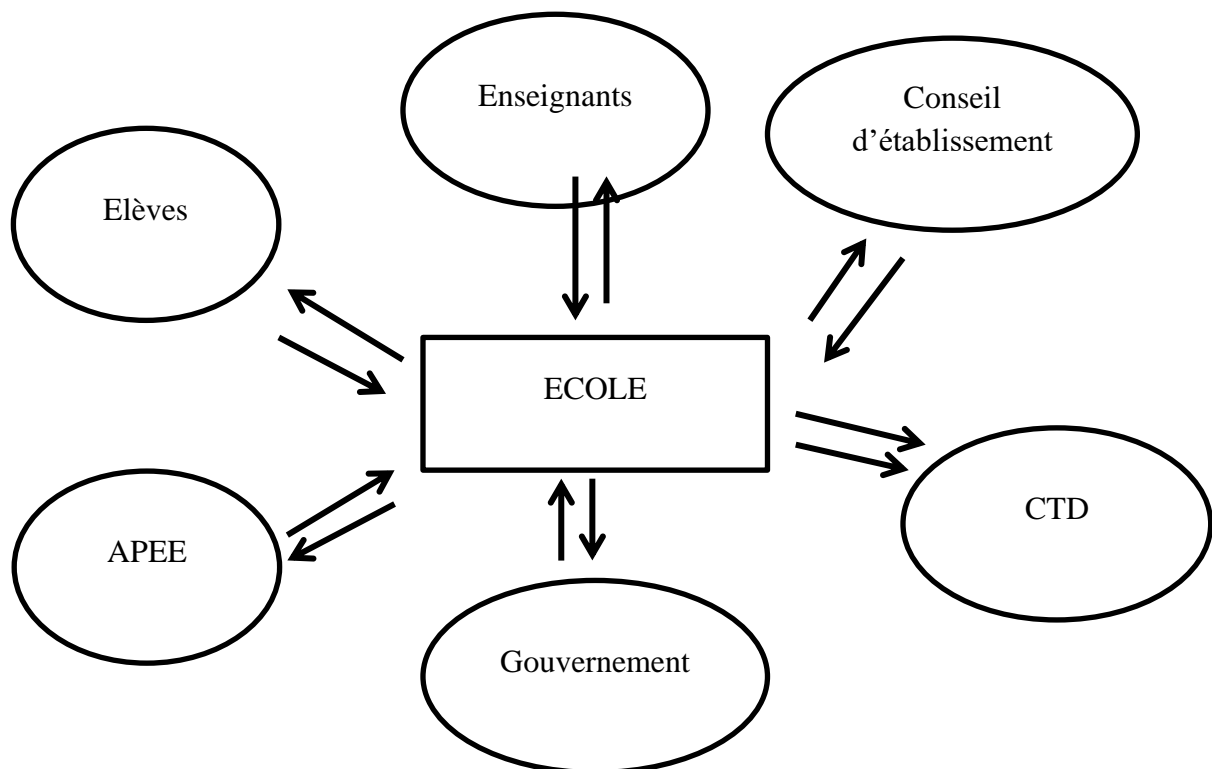 Enseignants
Conseil
d’établissement
Elèves
ECOLE
CTD
APEE
Gouvernement